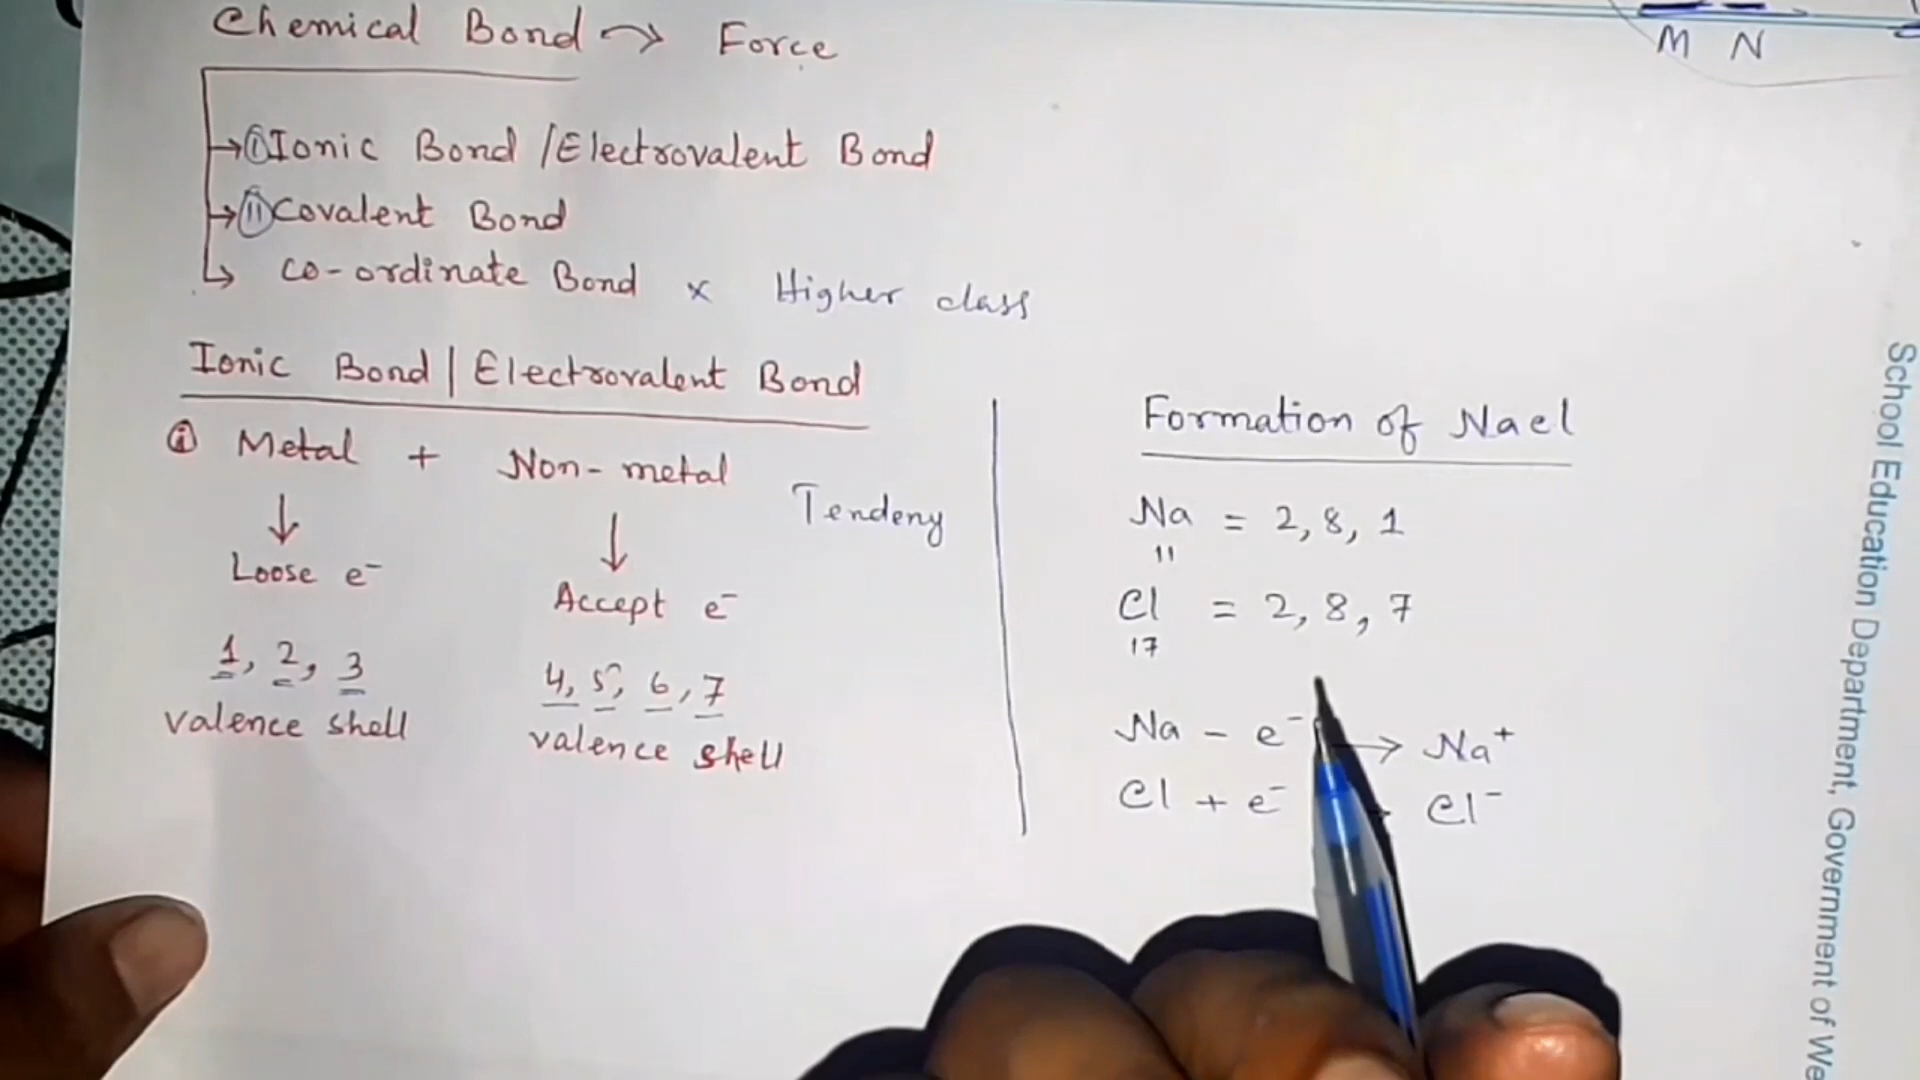 Chemical Bond → Force
→ (i) Ionic Bond / Electrovalent Bond
→ (ii) Covalent Bond
↳ co-ordinate Bond × Higher class
Ionic Bond | Electrovalent Bond
(i) Metal + Non-metal
↓ ↓
Loose e⁻ Accept e⁻
Tendeny
1, 2, 3 4, 5, 6, 7
valence shell valence shell
Formation of Nacl
Na = 2, 8, 1
11
Cl = 2, 8, 7
17
Na - e⁻ → Na⁺
Cl + e⁻ Cl⁻
M N
School Education Department, Government of We